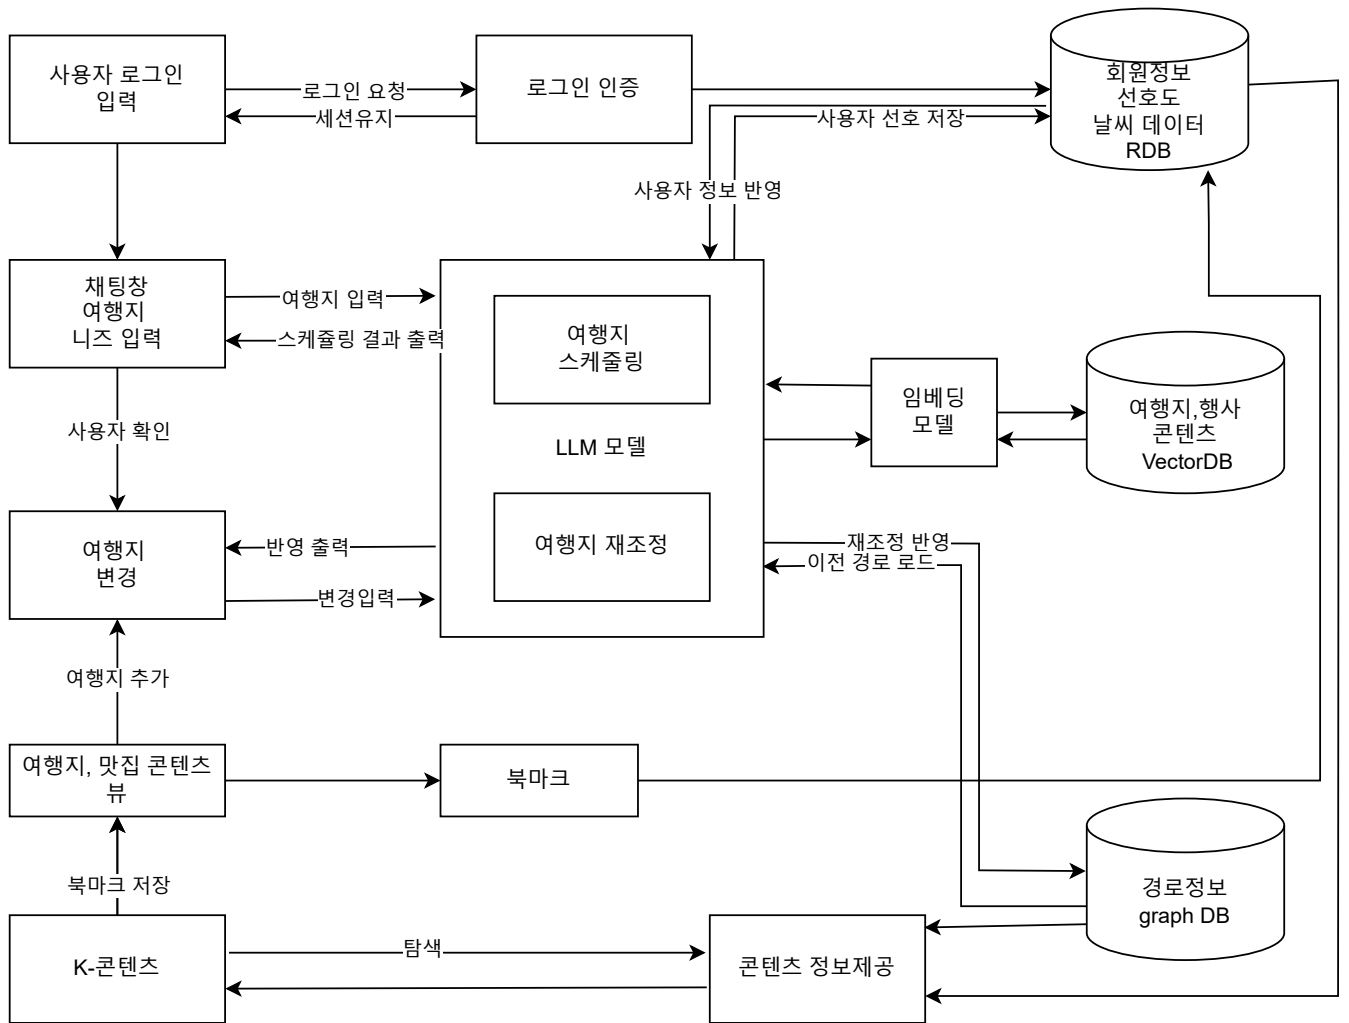 사용자 로그인
입력
로그인 요청
세션유지
로그인 인증
회원정보
선호도
날씨 데이터
RDB
사용자 선호 저장
사용자 정보 반영
채팅창
여행지
니즈 입력
여행지 입력
스케쥴링 결과 출력
여행지
스케줄링
LLM 모델
여행지 재조정
임베딩
모델
여행지,행사
콘텐츠
VectorDB
사용자 확인
여행지
변경
반영 출력
변경입력
재조정 반영
이전 경로 로드
여행지 추가
여행지, 맛집 콘텐츠
뷰
북마크
북마크 저장
경로정보
graph DB
K-콘텐츠
탐색
콘텐츠 정보제공